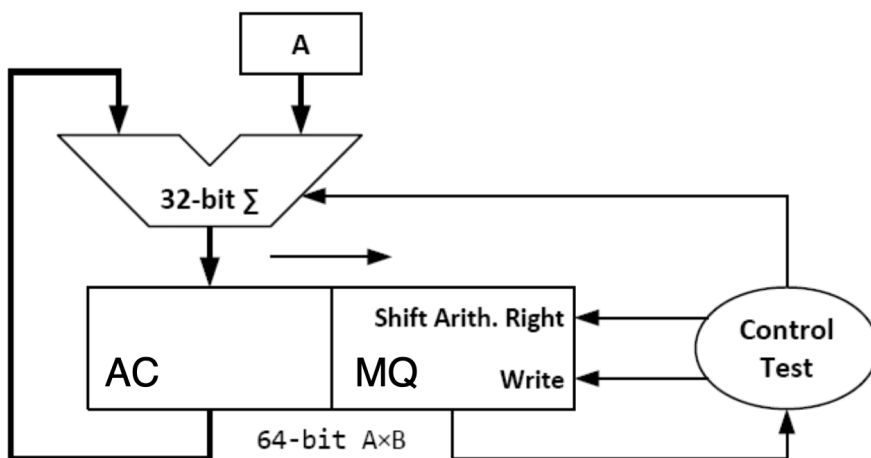 A
32-bit ∑
Shift Arith. Right
AC
MQ
Write
Control
Test
64-bit A×B